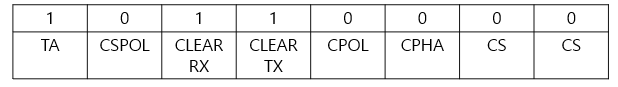 1 0 1 1 0 0 0 0
TA CSPOL CLEAR CLEAR CPOL CPHA CS CS
RX TX